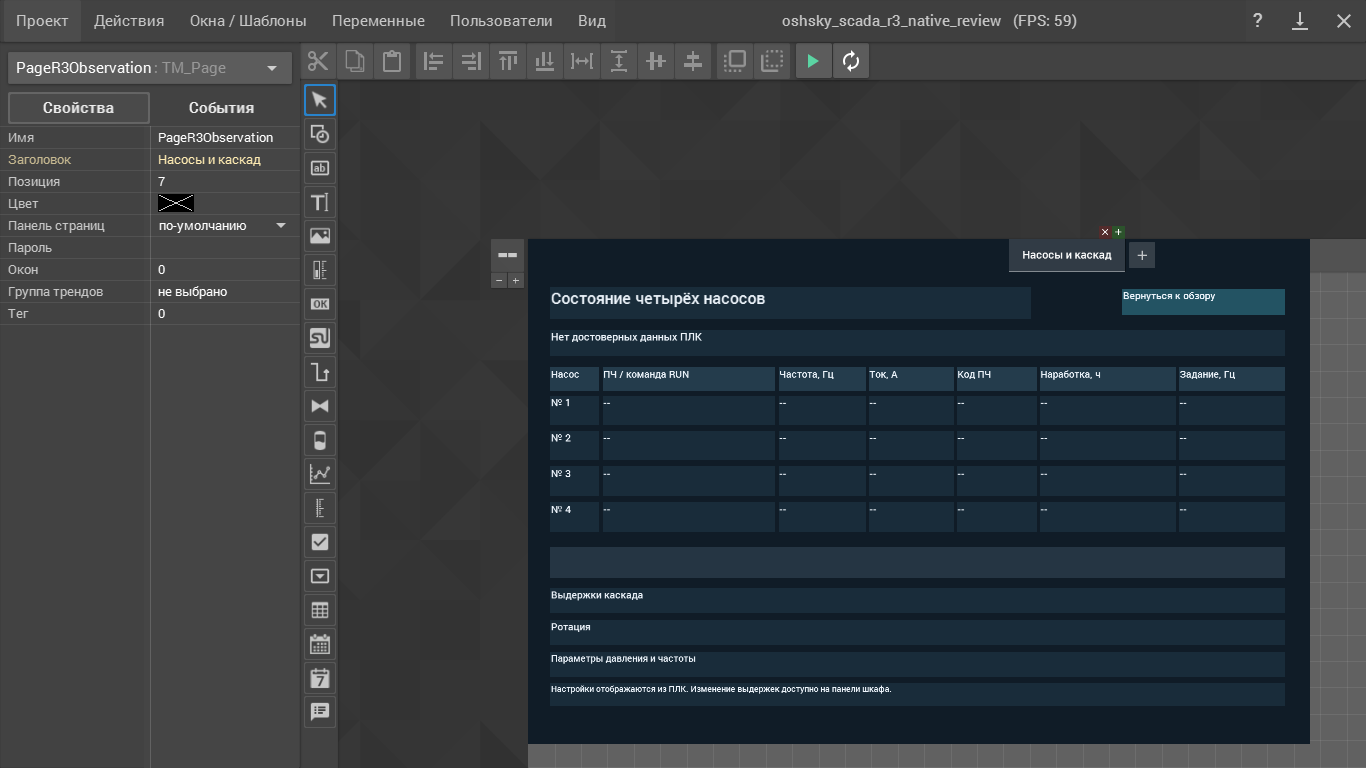 Проект Действия Окна / Шаблоны Переменные Пользователи Вид oshsky_scada_r3_native_review (FPS: 59) ?
PageR3Observation : TM_Page
Свойства События
Имя PageR3Observation
Заголовок Насосы и каскад
Позиция 7
Цвет
Панель страниц по-умолчанию
Пароль
Окон 0
Группа трендов не выбрано
Тег 0
ab
T
OK
7
Насосы и каскад +
Состояние четырёх насосов
Вернуться к обзору
Нет достоверных данных ПЛК
Насос ПЧ / команда RUN Частота, Гц Ток, А Код ПЧ Наработка, ч Задание, Гц
№ 1 -- -- -- -- -- --
№ 2 -- -- -- -- -- --
№ 3 -- -- -- -- -- --
№ 4 -- -- -- -- -- --
Выдержки каскада
Ротация
Параметры давления и частоты
Настройки отображаются из ПЛК. Изменение выдержек доступно на панели шкафа.